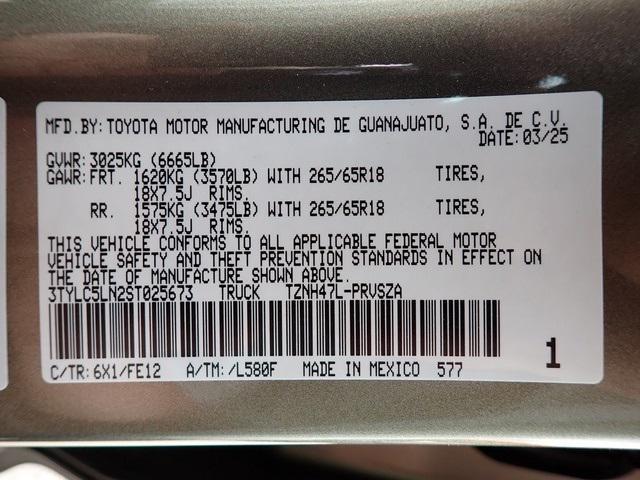 MFD.BY: TOYOTA MOTOR MANUFACTURING DE GUANAJUATO, S.A. DE C.V.
DATE: 03/25
GVWR: 3025KG (6665LB)
GAWR: FRT. 1620KG (3570LB) WITH 265/65R18 TIRES,
18X7.5J RIMS.
RR. 1575KG (3475LB) WITH 265/65R18 TIRES,
18X7.5J RIMS.
THIS VEHICLE CONFORMS TO ALL APPLICABLE FEDERAL MOTOR
VEHICLE SAFETY AND THEFT PREVENTION STANDARDS IN EFFECT ON
THE DATE OF MANUFACTURE SHOWN ABOVE.
3TYLC5LN2ST025673 TRUCK TZNH47L-PRVSZA
1
C/TR: 6X1/FE12 A/TM: /L580F MADE IN MEXICO 577